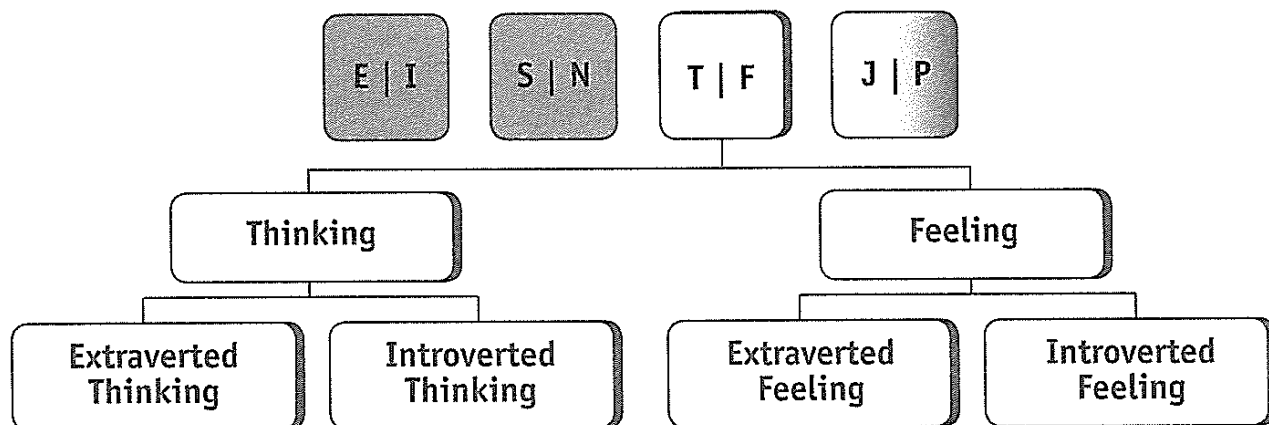 E | I
S | N
T | F
J | P
Thinking
Feeling
Extraverted
Thinking
Introverted
Thinking
Extraverted
Feeling
Introverted
Feeling